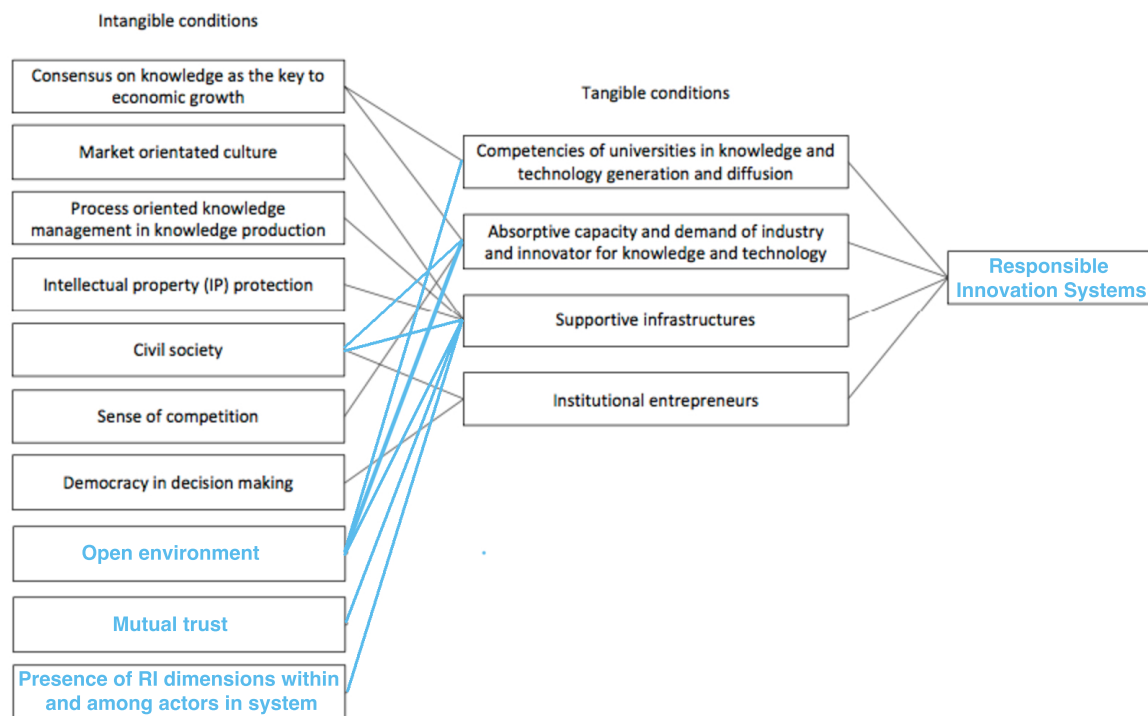 Intangible conditions
Consensus on knowledge as the key to
economic growth
Market orientated culture
Process oriented knowledge
management in knowledge production
Intellectual property (IP) protection
Civil society
Sense of competition
Democracy in decision making
Open environment
Mutual trust
Presence of RI dimensions within
and among actors in system
Tangible conditions
Competencies of universities in knowledge and
technology generation and diffusion
Absorptive capacity and demand of industry
and innovator for knowledge and technology
Supportive infrastructures
Institutional entrepreneurs
Responsible
Innovation Systems